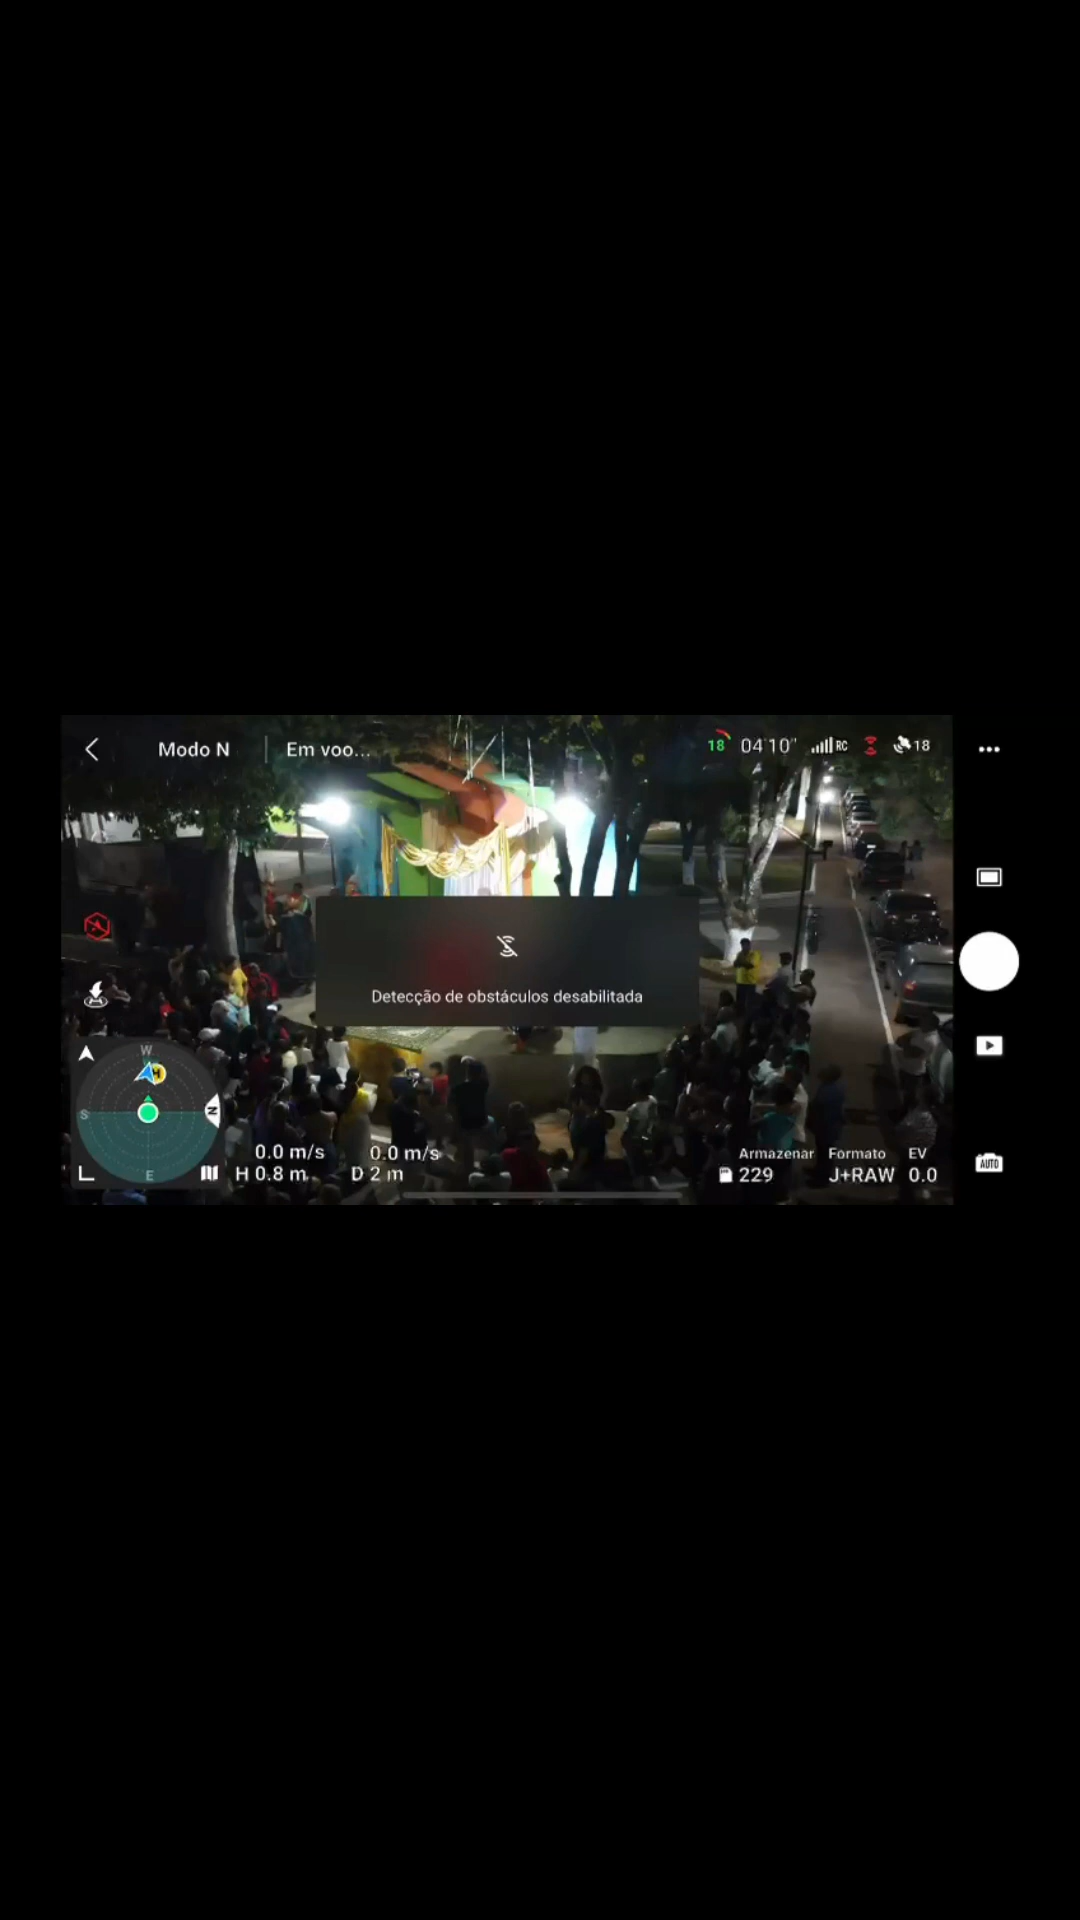 Modo N
Em voo...
18
04'10"
RC
18
Detecção de obstáculos desabilitada
W
H
S
N
E
0.0 m/s
0.0 m/s
H 0.8 m
D 2 m
Armazenar
Formato
EV
229
J+RAW
0.0
AUTO